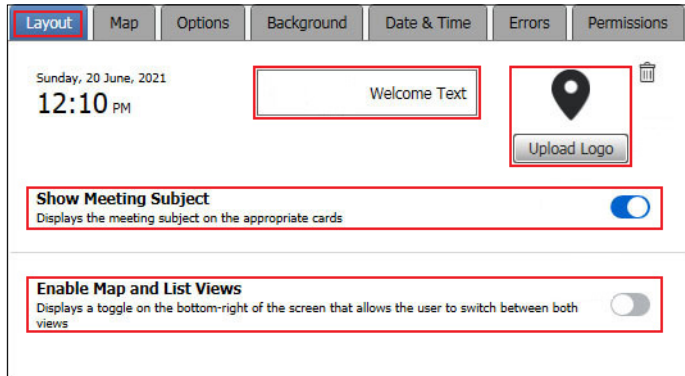 Layout Map Options Background Date & Time Errors Permissions
Sunday, 20 June, 2021
12:10 PM
Welcome Text
Upload Logo
Show Meeting Subject
Displays the meeting subject on the appropriate cards
Enable Map and List Views
Displays a toggle on the bottom-right of the screen that allows the user to switch between both
views